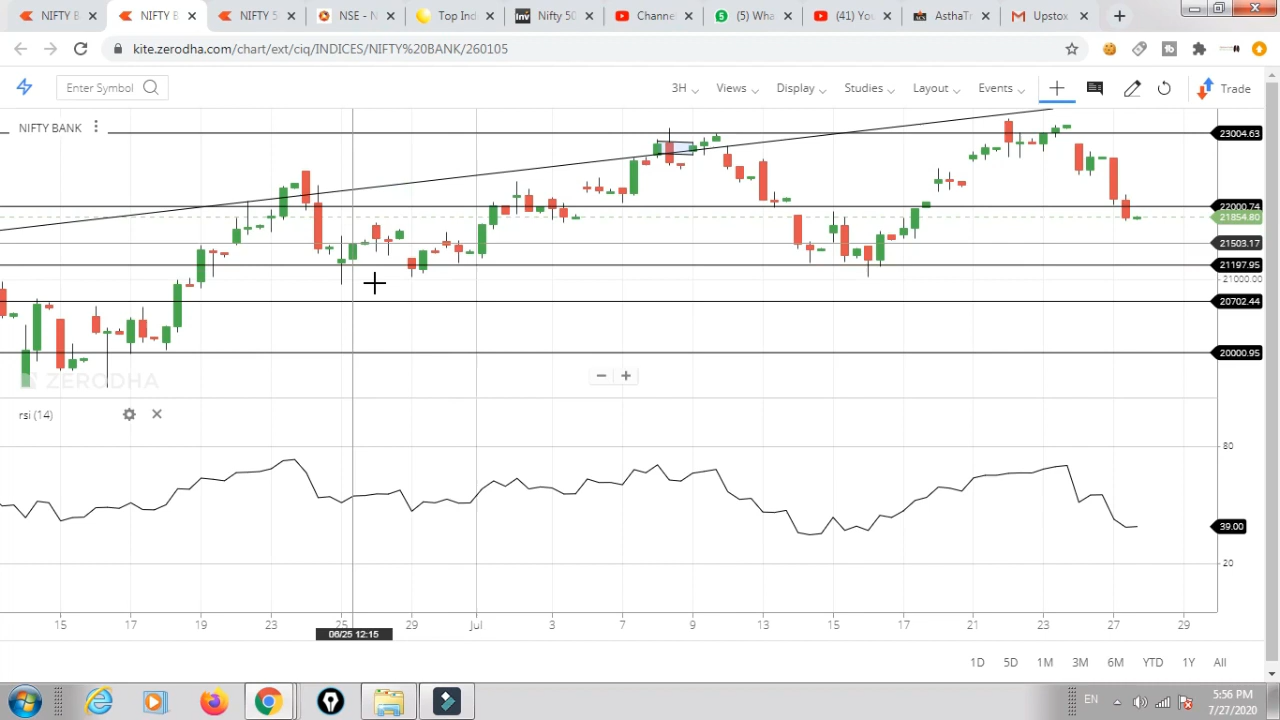 NIFTY B
NIFTY B
NIFTY 5
NSE - N
Top Ind
inv Nifty 50
Channe
(5) Wha
(41) You
AsthaTr
Upstox
kite.zerodha.com/chart/ext/ciq/INDICES/NIFTY%20BANK/260105
Enter Symbol
3H Views Display Studies Layout Events Trade
NIFTY BANK
23004.63
22000.74
21854.80
21503.17
21197.95
21000.00
20702.44
20000.95
ZERODHA
rsi (14)
80
39.00
20
15 17 19 23 25 29 Jul 3 7 9 13 15 17 21 23 27 29
06/25 12:15
1D 5D 1M 3M 6M YTD 1Y All
EN
5:56 PM
7/27/2020